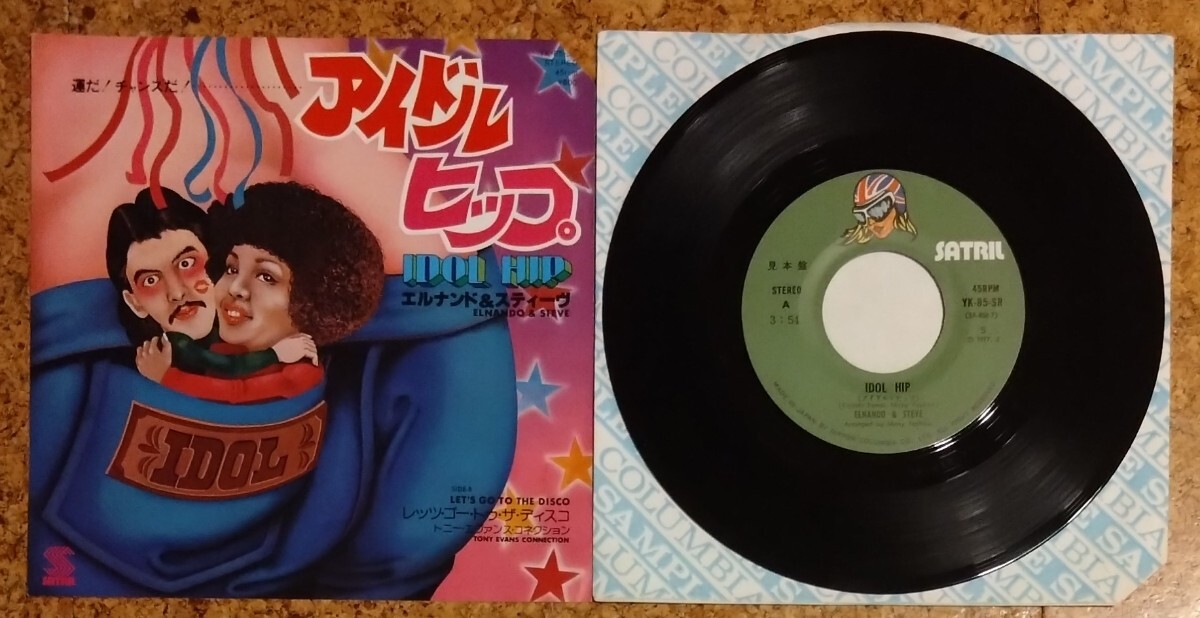 運だ!チャンスだ!
アイドル
ヒップ。
IDOL HIP
エルナンド&スティーヴ
ELNANDO & STEVE
IDOL
SIDE B
LET'S GO TO THE DISCO
レッツ・ゴー・トゥ・ザ・ディスコ
トニー・エヴァンス・コネクション
TONY EVANS CONNECTION
SATRIL
SATRIL
見本盤
STEREO
A
3:51
45RPM
YK-85-SR
S
IDOL HIP
ELNANDO & STEVE
COLUMBIA
SAMPLE